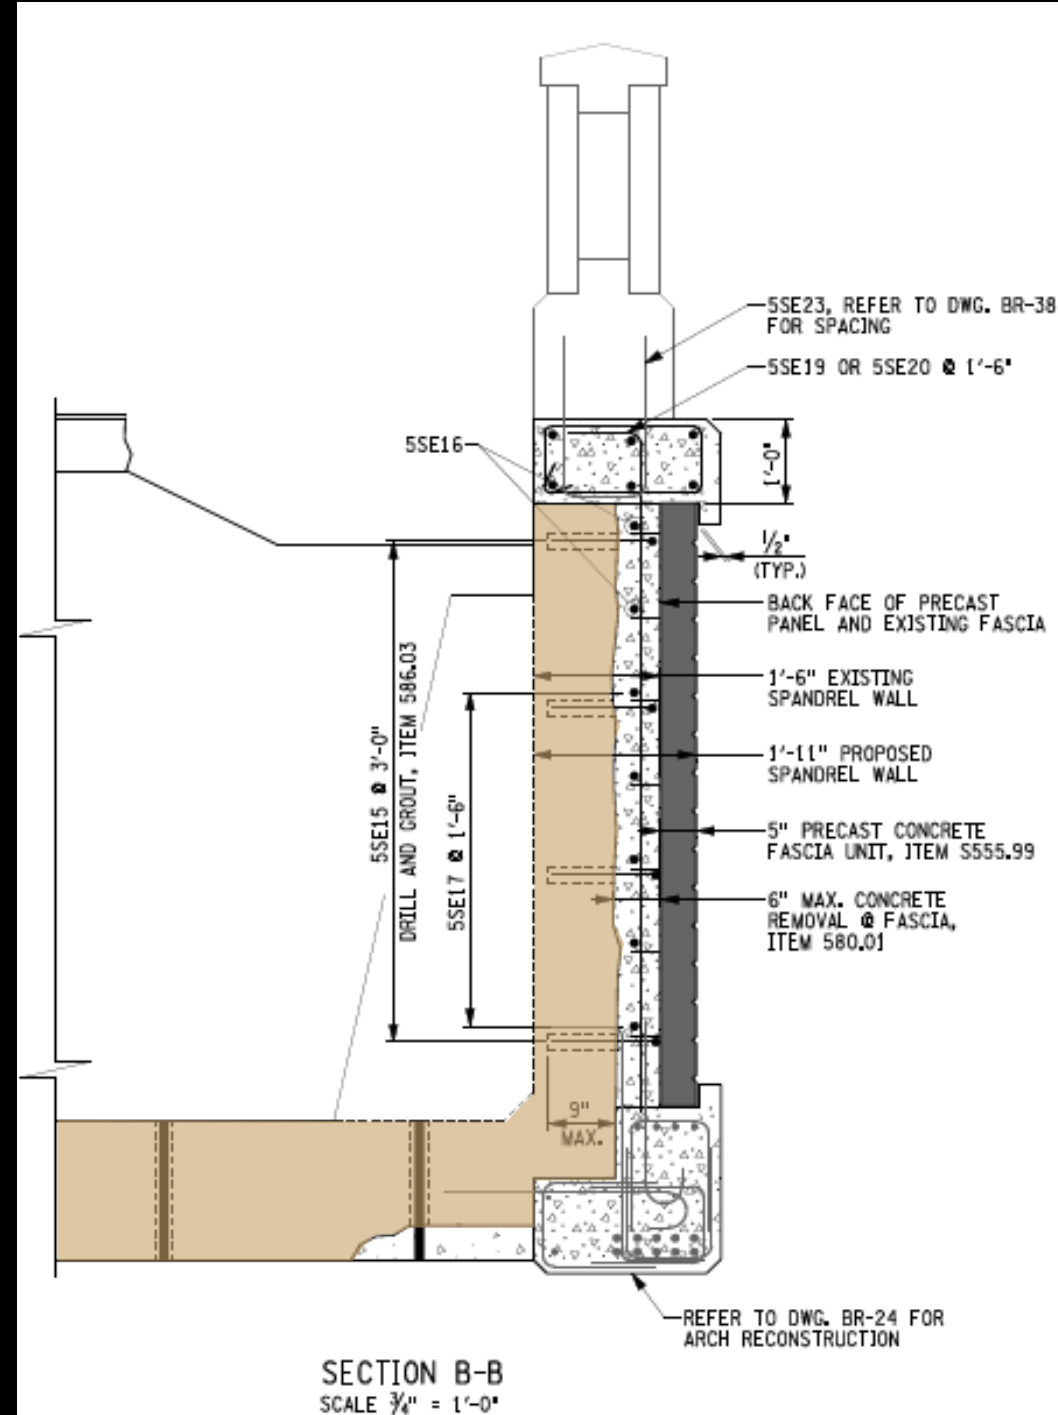 5SE23, REFER TO DWG. BR-38
FOR SPACING
5SE19 OR 5SE20 @ 1'-6"
5SE16
1'-0"
1/2"
(TYP.)
BACK FACE OF PRECAST
PANEL AND EXISTING FASCIA
1'-6" EXISTING
SPANDREL WALL
1'-11" PROPOSED
SPANDREL WALL
5" PRECAST CONCRETE
FASCIA UNIT, ITEM S555.99
6" MAX. CONCRETE
REMOVAL @ FASCIA,
ITEM 580.01
5SE15 @ 3'-0"
DRILL AND GROUT, ITEM 586.03
5SE17 @ 1'-6"
9"
MAX.
REFER TO DWG. BR-24 FOR
ARCH RECONSTRUCTION
SECTION B-B
SCALE 3/4" = 1'-0"